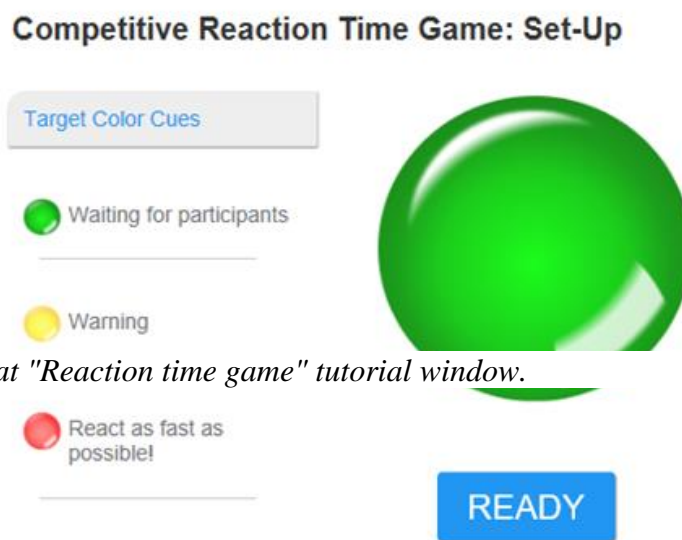 Competitive Reaction Time Game: Set-Up
Target Color Cues
Waiting for participants
Warning
at "Reaction time game" tutorial window.
React as fast as
possible!
READY